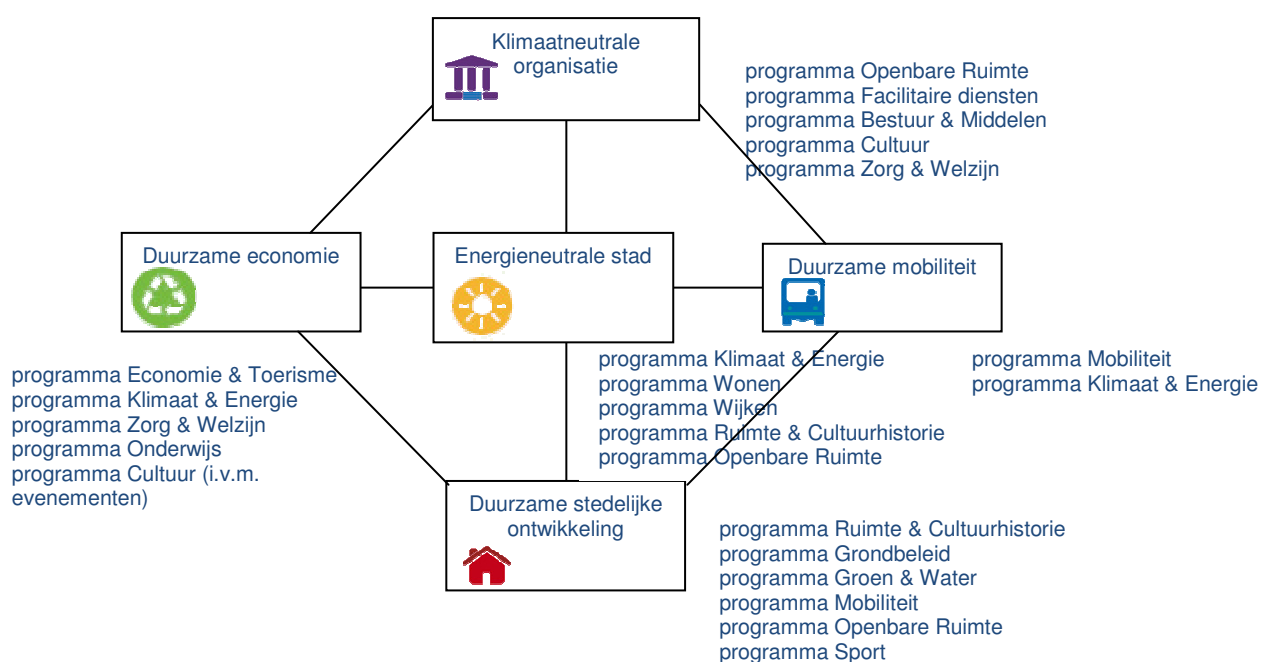 Klimaatneutrale
organisatie
programma Openbare Ruimte
programma Facilitaire diensten
programma Bestuur & Middelen
programma Cultuur
programma Zorg & Welzijn
Duurzame economie
Energieneutrale stad
Duurzame mobiliteit
programma Economie & Toerisme
programma Klimaat & Energie
programma Zorg & Welzijn
programma Onderwijs
programma Cultuur (i.v.m.
evenementen)
programma Klimaat & Energie
programma Wonen
programma Wijken
programma Ruimte & Cultuurhistorie
programma Openbare Ruimte
programma Mobiliteit
programma Klimaat & Energie
Duurzame stedelijke
ontwikkeling
programma Ruimte & Cultuurhistorie
programma Grondbeleid
programma Groen & Water
programma Mobiliteit
programma Openbare Ruimte
programma Sport